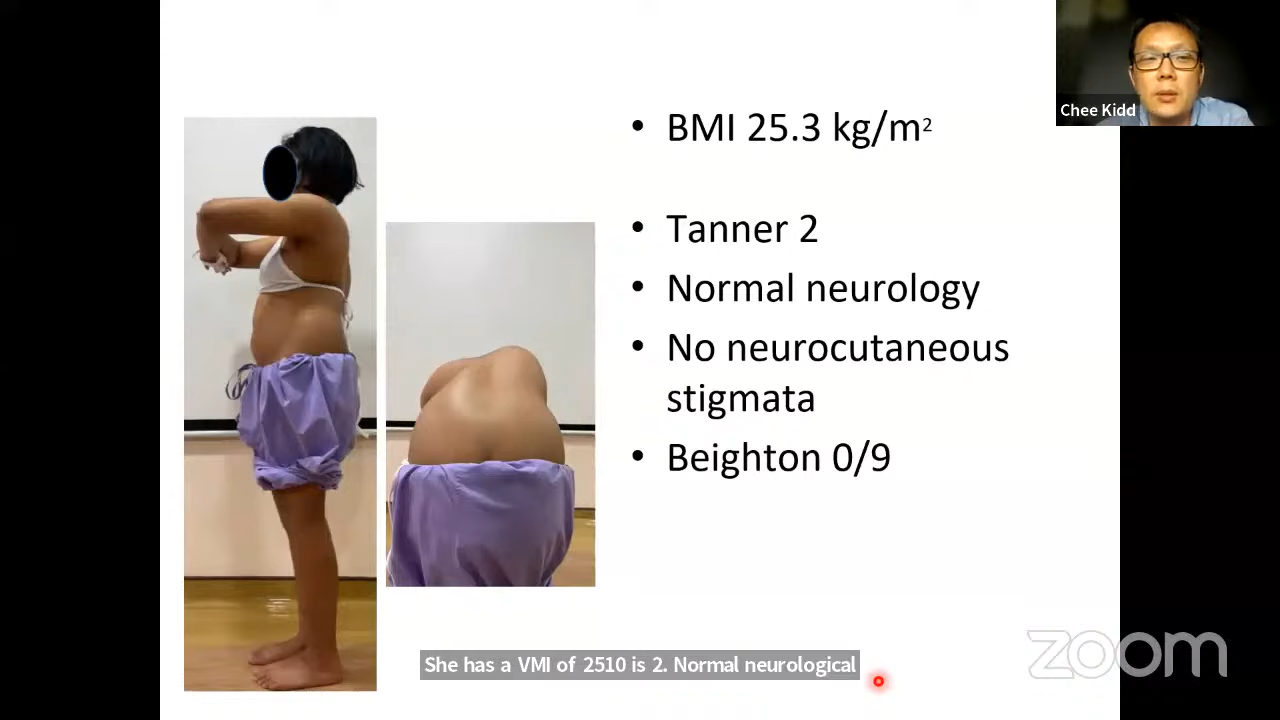 Chee Kidd
• BMI 25.3 kg/m²
• Tanner 2
• Normal neurology
• No neurocutaneous
stigmata
• Beighton 0/9
She has a VMI of 2510 is 2. Normal neurological
zoom